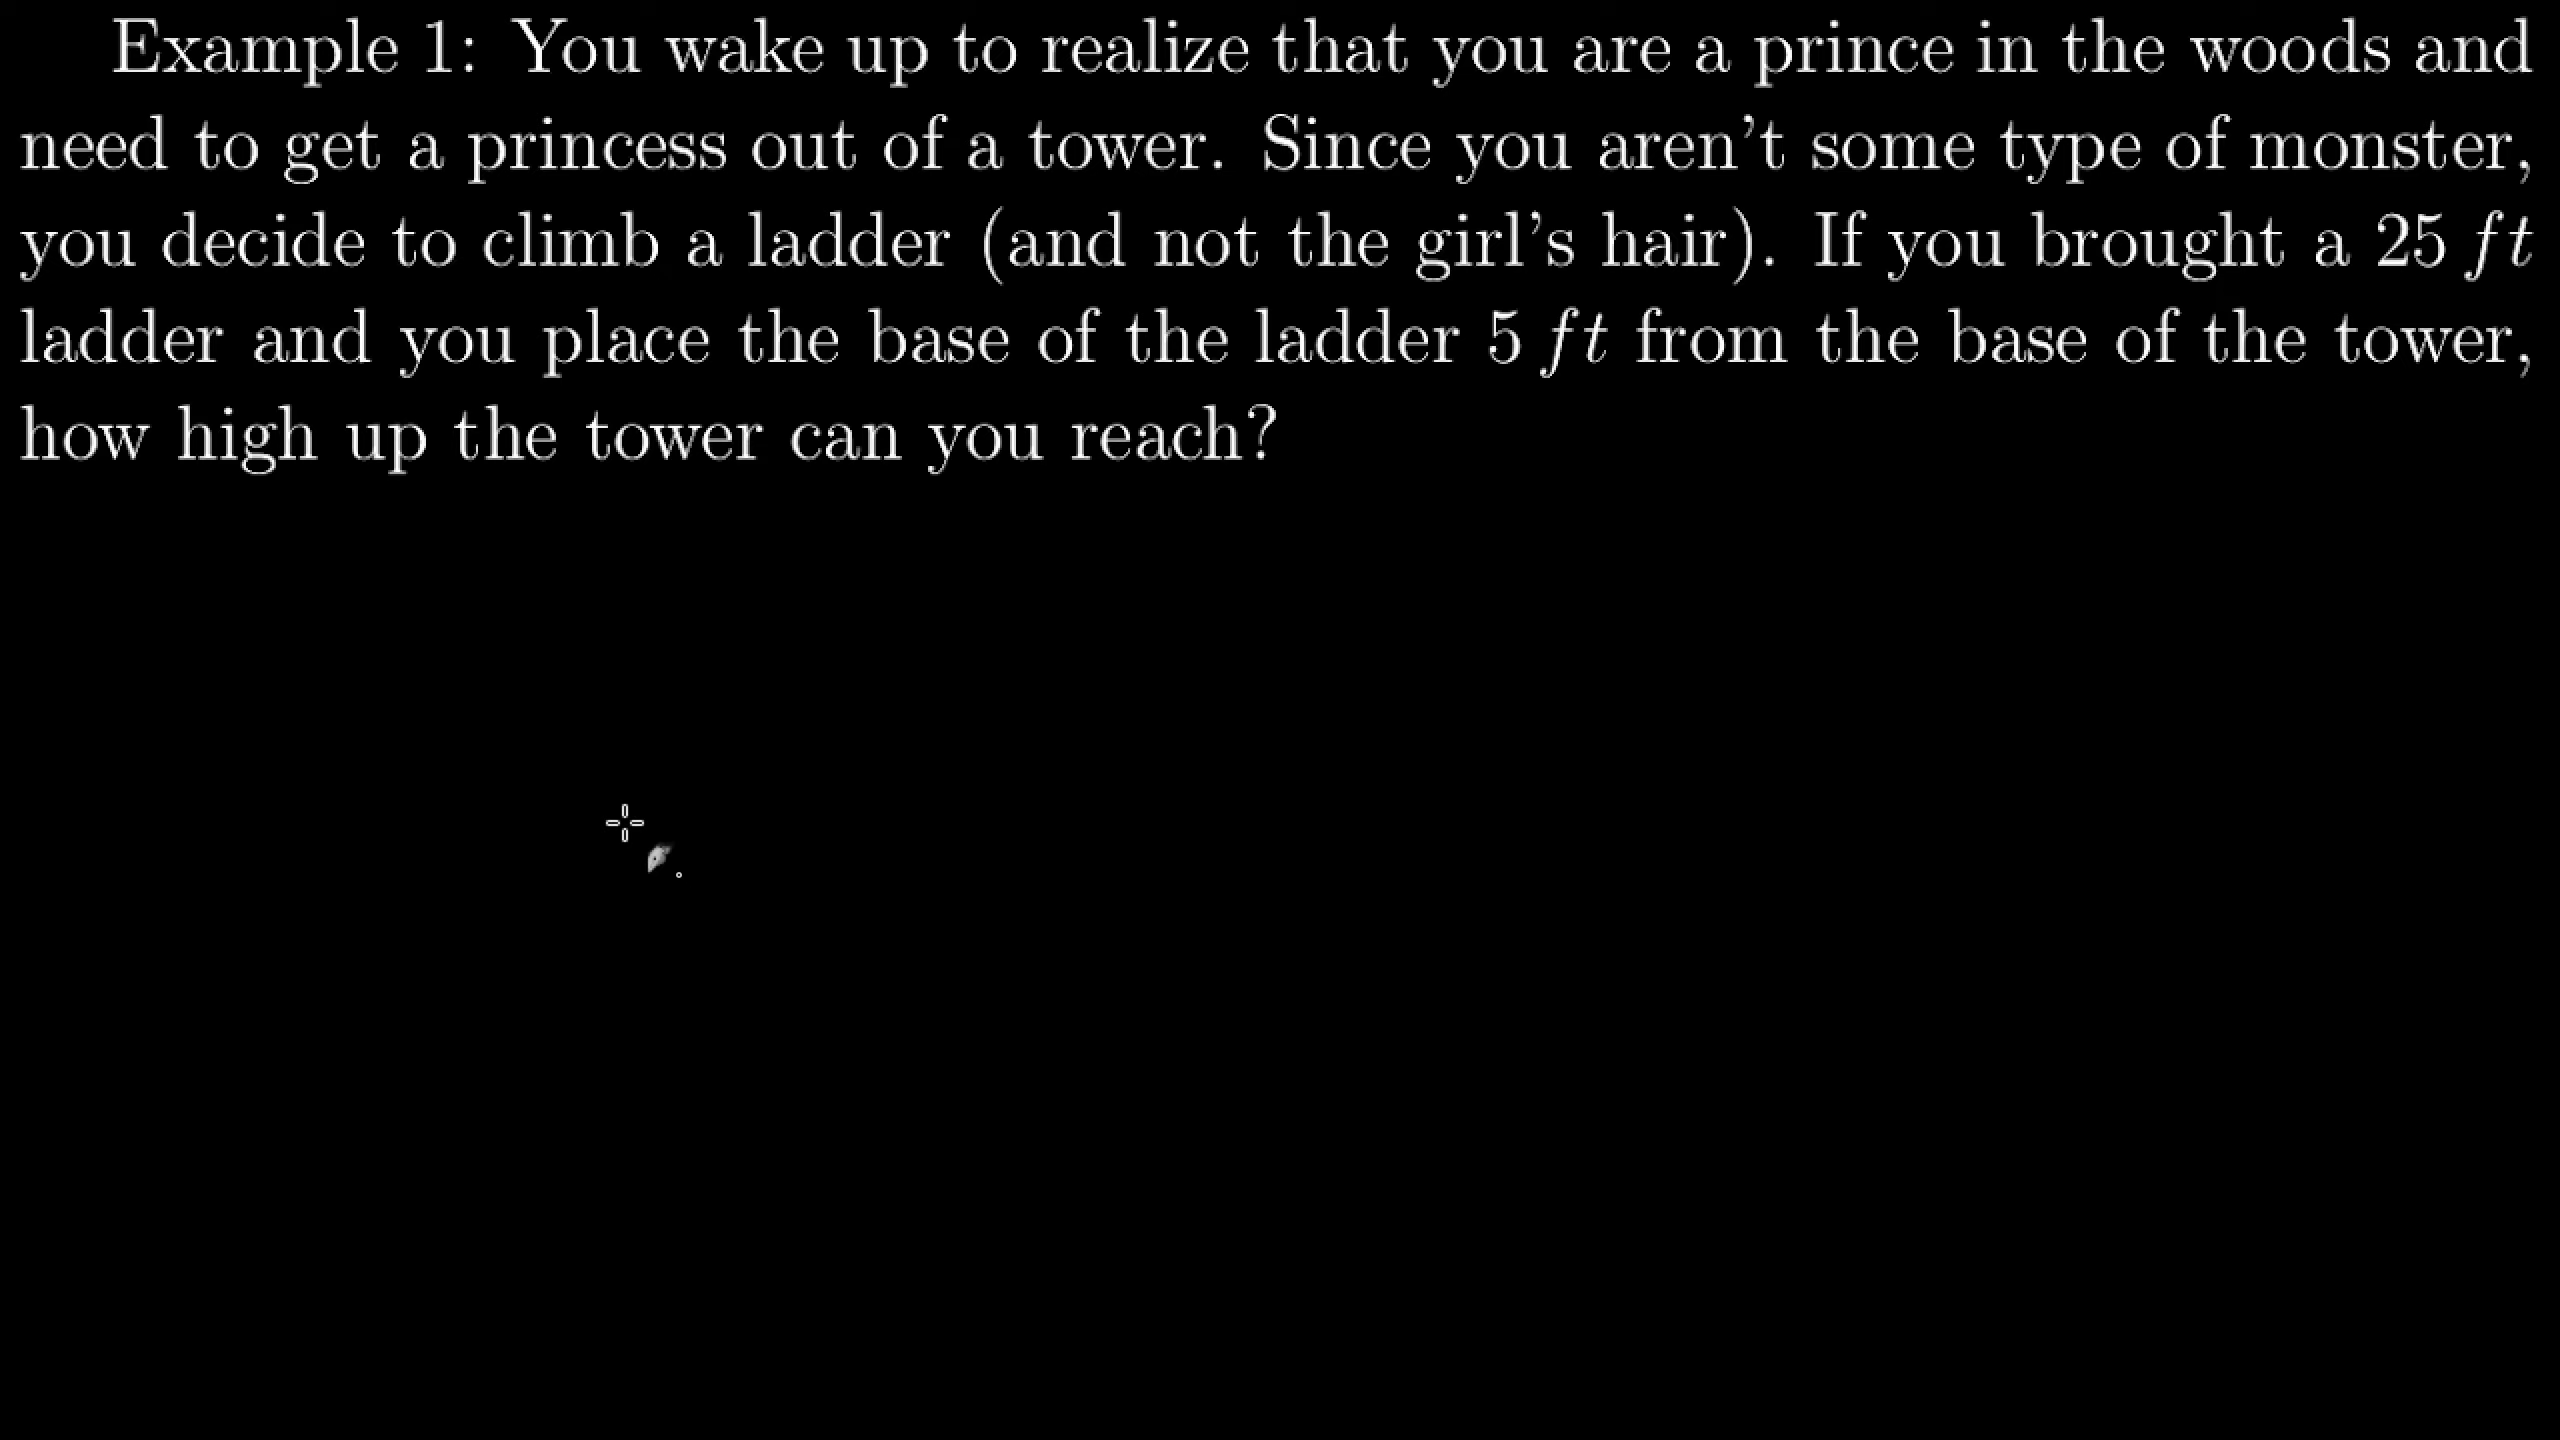 Example 1: You wake up to realize that you are a prince in the woods and
need to get a princess out of a tower. Since you aren't some type of monster,
you decide to climb a ladder (and not the girl's hair). If you brought a 25 ft
ladder and you place the base of the ladder 5 ft from the base of the tower,
how high up the tower can you reach?